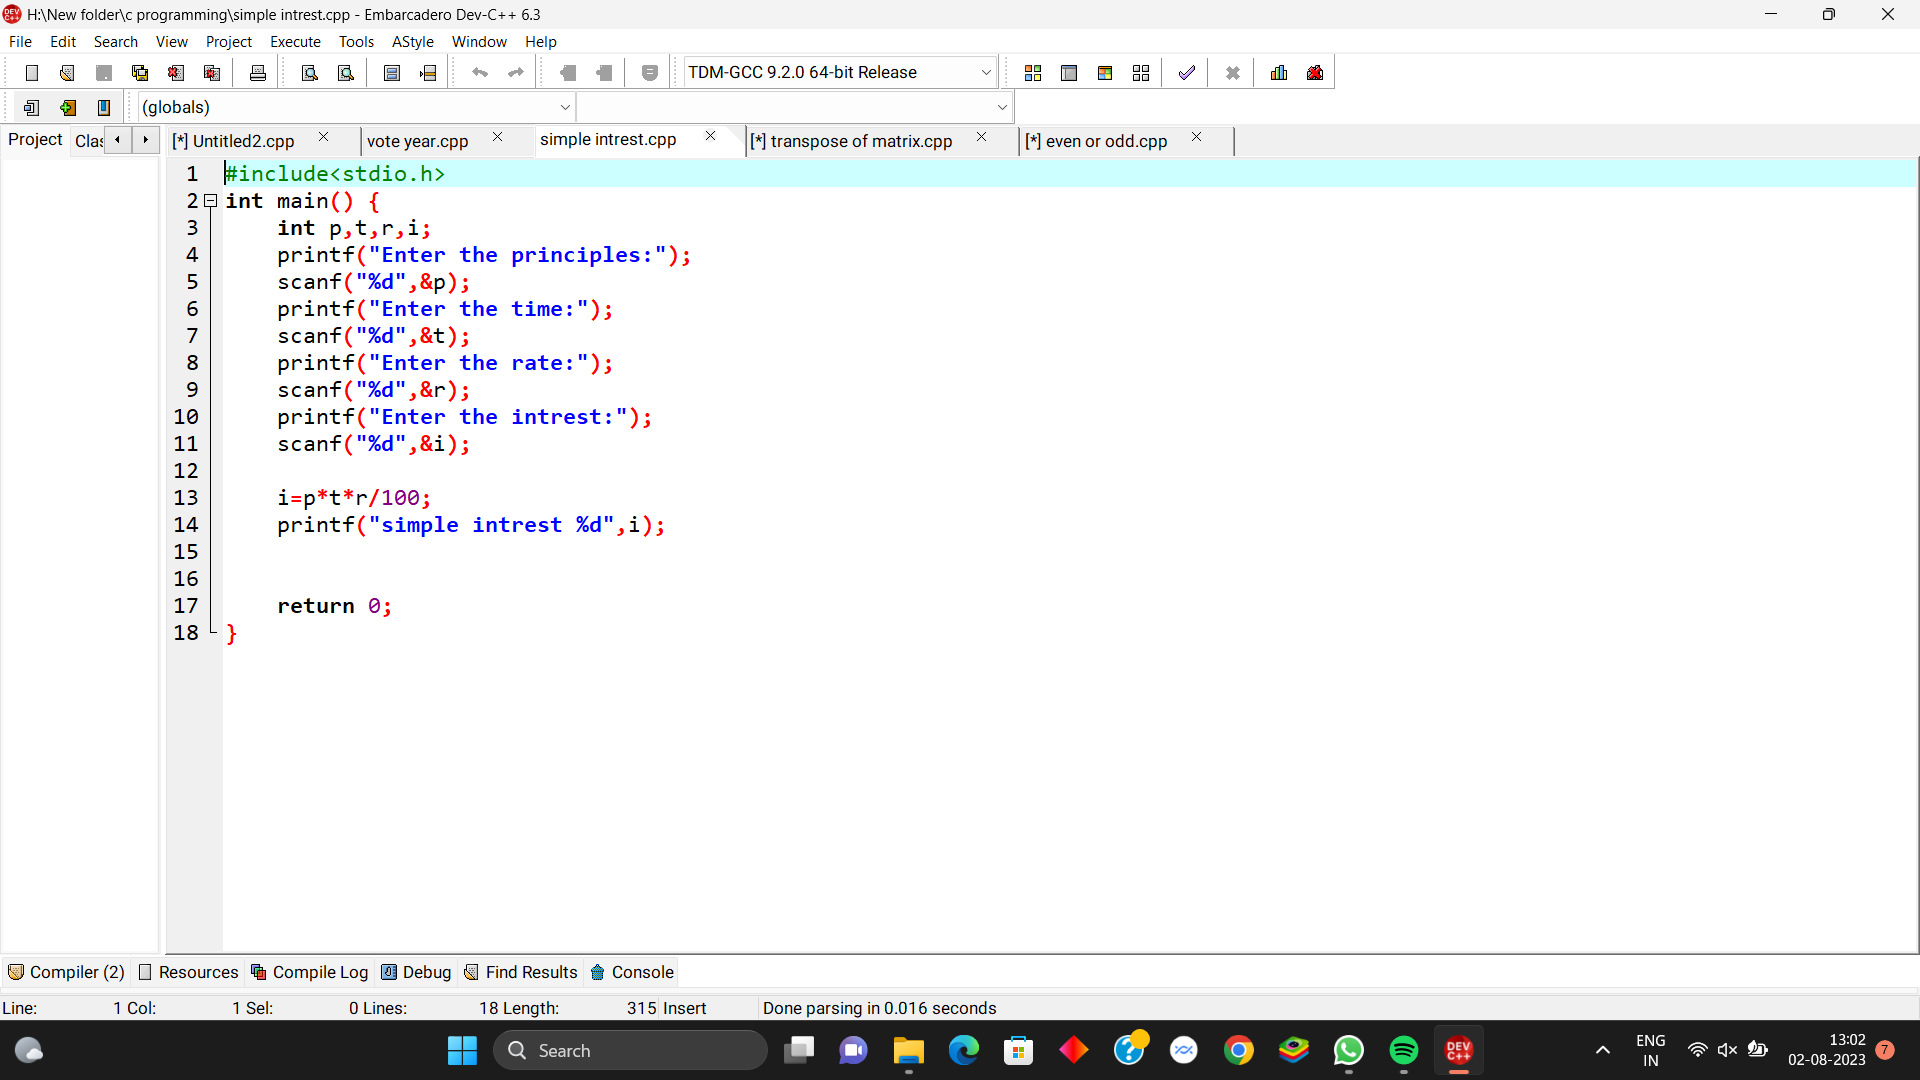 H:\New folder\c programming\simple intrest.cpp - Embarcadero Dev-C++ 6.3
File Edit Search View Project Execute Tools AStyle Window Help
TDM-GCC 9.2.0 64-bit Release
(globals)
Project Clas [*] Untitled2.cpp vote year.cpp simple intrest.cpp [*] transpose of matrix.cpp [*] even or odd.cpp
1 #include<stdio.h>
2 int main() {
3 int p,t,r,i;
4 printf("Enter the principles:");
5 scanf("%d",&p);
6 printf("Enter the time:");
7 scanf("%d",&t);
8 printf("Enter the rate:");
9 scanf("%d",&r);
10 printf("Enter the intrest:");
11 scanf("%d",&i);
12
13 i=p*t*r/100;
14 printf("simple intrest %d",i);
15
16
17 return 0;
18 }
Compiler (2) Resources Compile Log Debug Find Results Console
Line: 1 Col: 1 Sel: 0 Lines: 18 Length: 315 Insert Done parsing in 0.016 seconds
Search DEV C++ ENG IN 13:02 02-08-2023 7